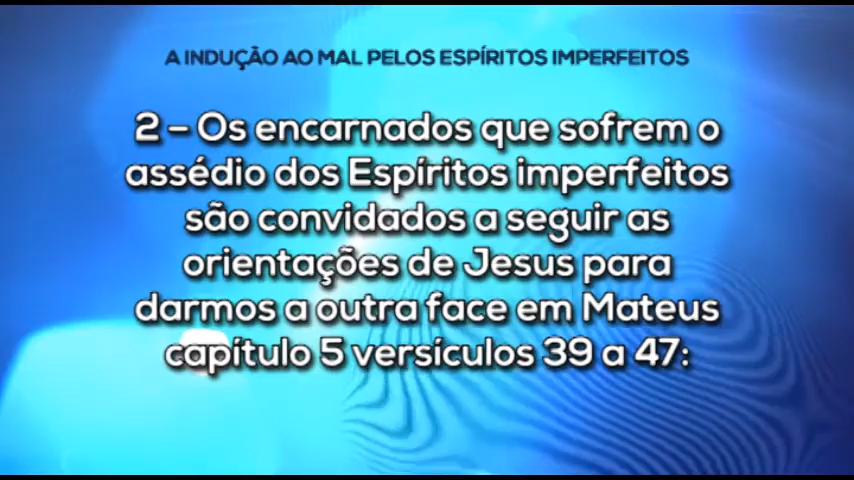 A INDUÇÃO AO MAL PELOS ESPÍRITOS IMPERFEITOS
2 – Os encarnados que sofrem o
assédio dos Espíritos imperfeitos
são convidados a seguir as
orientações de Jesus para
darmos a outra face em Mateus
capítulo 5 versículos 39 a 47: